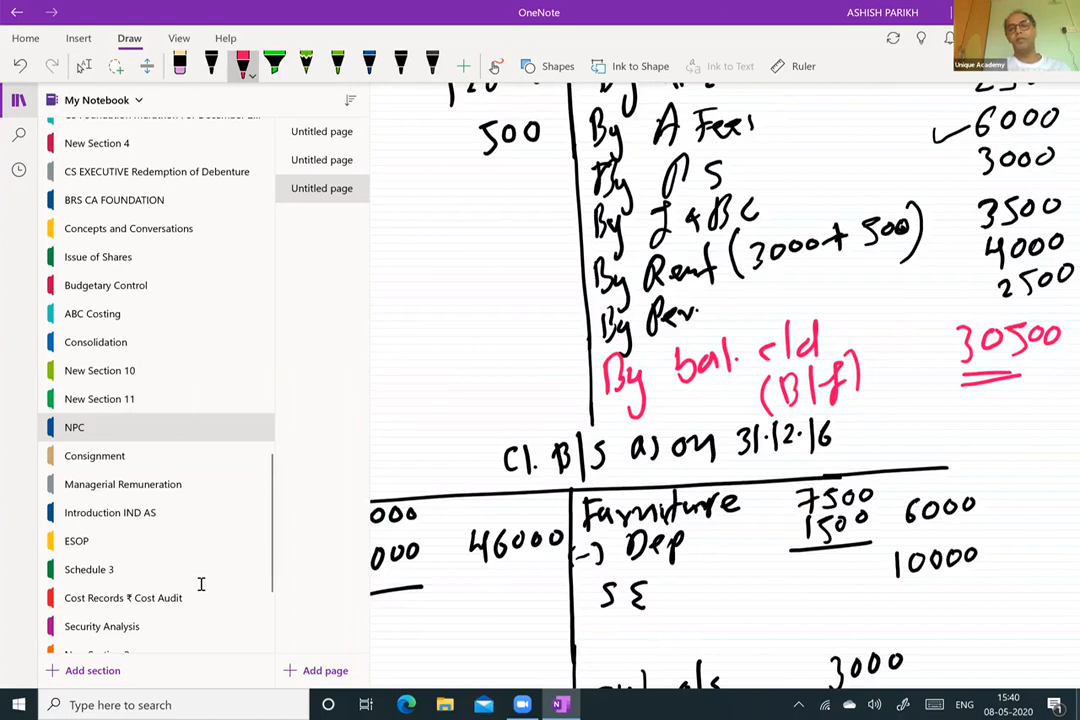 OneNote
ASHISH PARIKH
Home
Insert
Draw
View
Help
Unique Academy
Shapes
Ink to Shape
Ink to Text
Ruler
My Notebook
New Section 4
CS EXECUTIVE Redemption of Debenture
BRS CA FOUNDATION
Concepts and Conversations
Issue of Shares
Budgetary Control
ABC Costing
Consolidation
New Section 10
New Section 11
NPC
Consignment
Managerial Remuneration
Introduction IND AS
ESOP
Schedule 3
Cost Records ₹ Cost Audit
Security Analysis
Add section
Untitled page
Untitled page
Untitled page
Add page
500 By A Fees 6000
By P S 3000
By L & B C 3500
By Rent (3000 + 500) 4000
By Per. 2500
By bal. c/d 30500
(B/f)
Cl. B/S as on 31.12.16
000 Furniture 7500
000 46000 (-) Dep 1500 6000
S E 10000
3000
Type here to search
ENG
15:40
08-05-2020